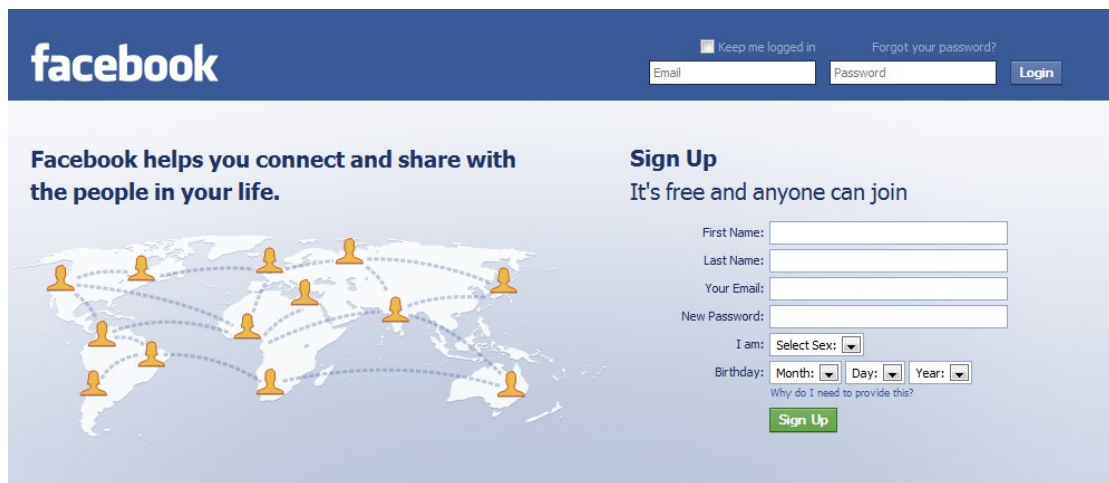 facebook
Keep me logged in
Forgot your password?
Email
Password
Login
Facebook helps you connect and share with
the people in your life.
Sign Up
It's free and anyone can join
First Name:
Last Name:
Your Email:
New Password:
I am: Select Sex:
Birthday: Month: Day: Year:
Why do I need to provide this?
Sign Up